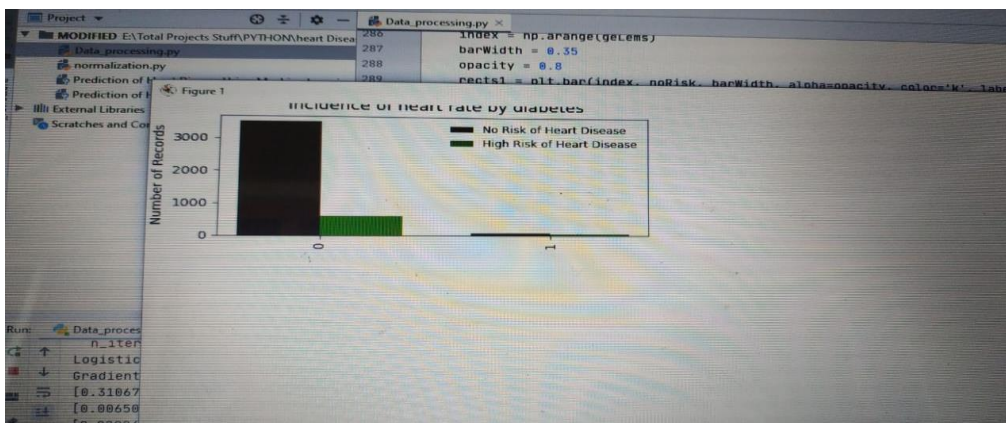 Project
Data_processing.py
MODIFIED E:\Total Projects Stuff\PYTHON\heart Disea
Data_processing.py
normalization.py
Prediction of
Prediction of
External Libraries
Scratches and Co
286 index = np.arange(geLems)
287 barWidth = 0.35
288 opacity = 0.8
289 rects1 = plt.bar(index, noRisk, barWidth, alpha=opacity, color='k', labe
Figure 1
Incidence of heart rate by diabetes
Number of Records
3000
2000
1000
0
No Risk of Heart Disease
High Risk of Heart Disease
0
1
Run: Data_proces
n_iter
Logistic
Gradient
[0.31067
[0.00650